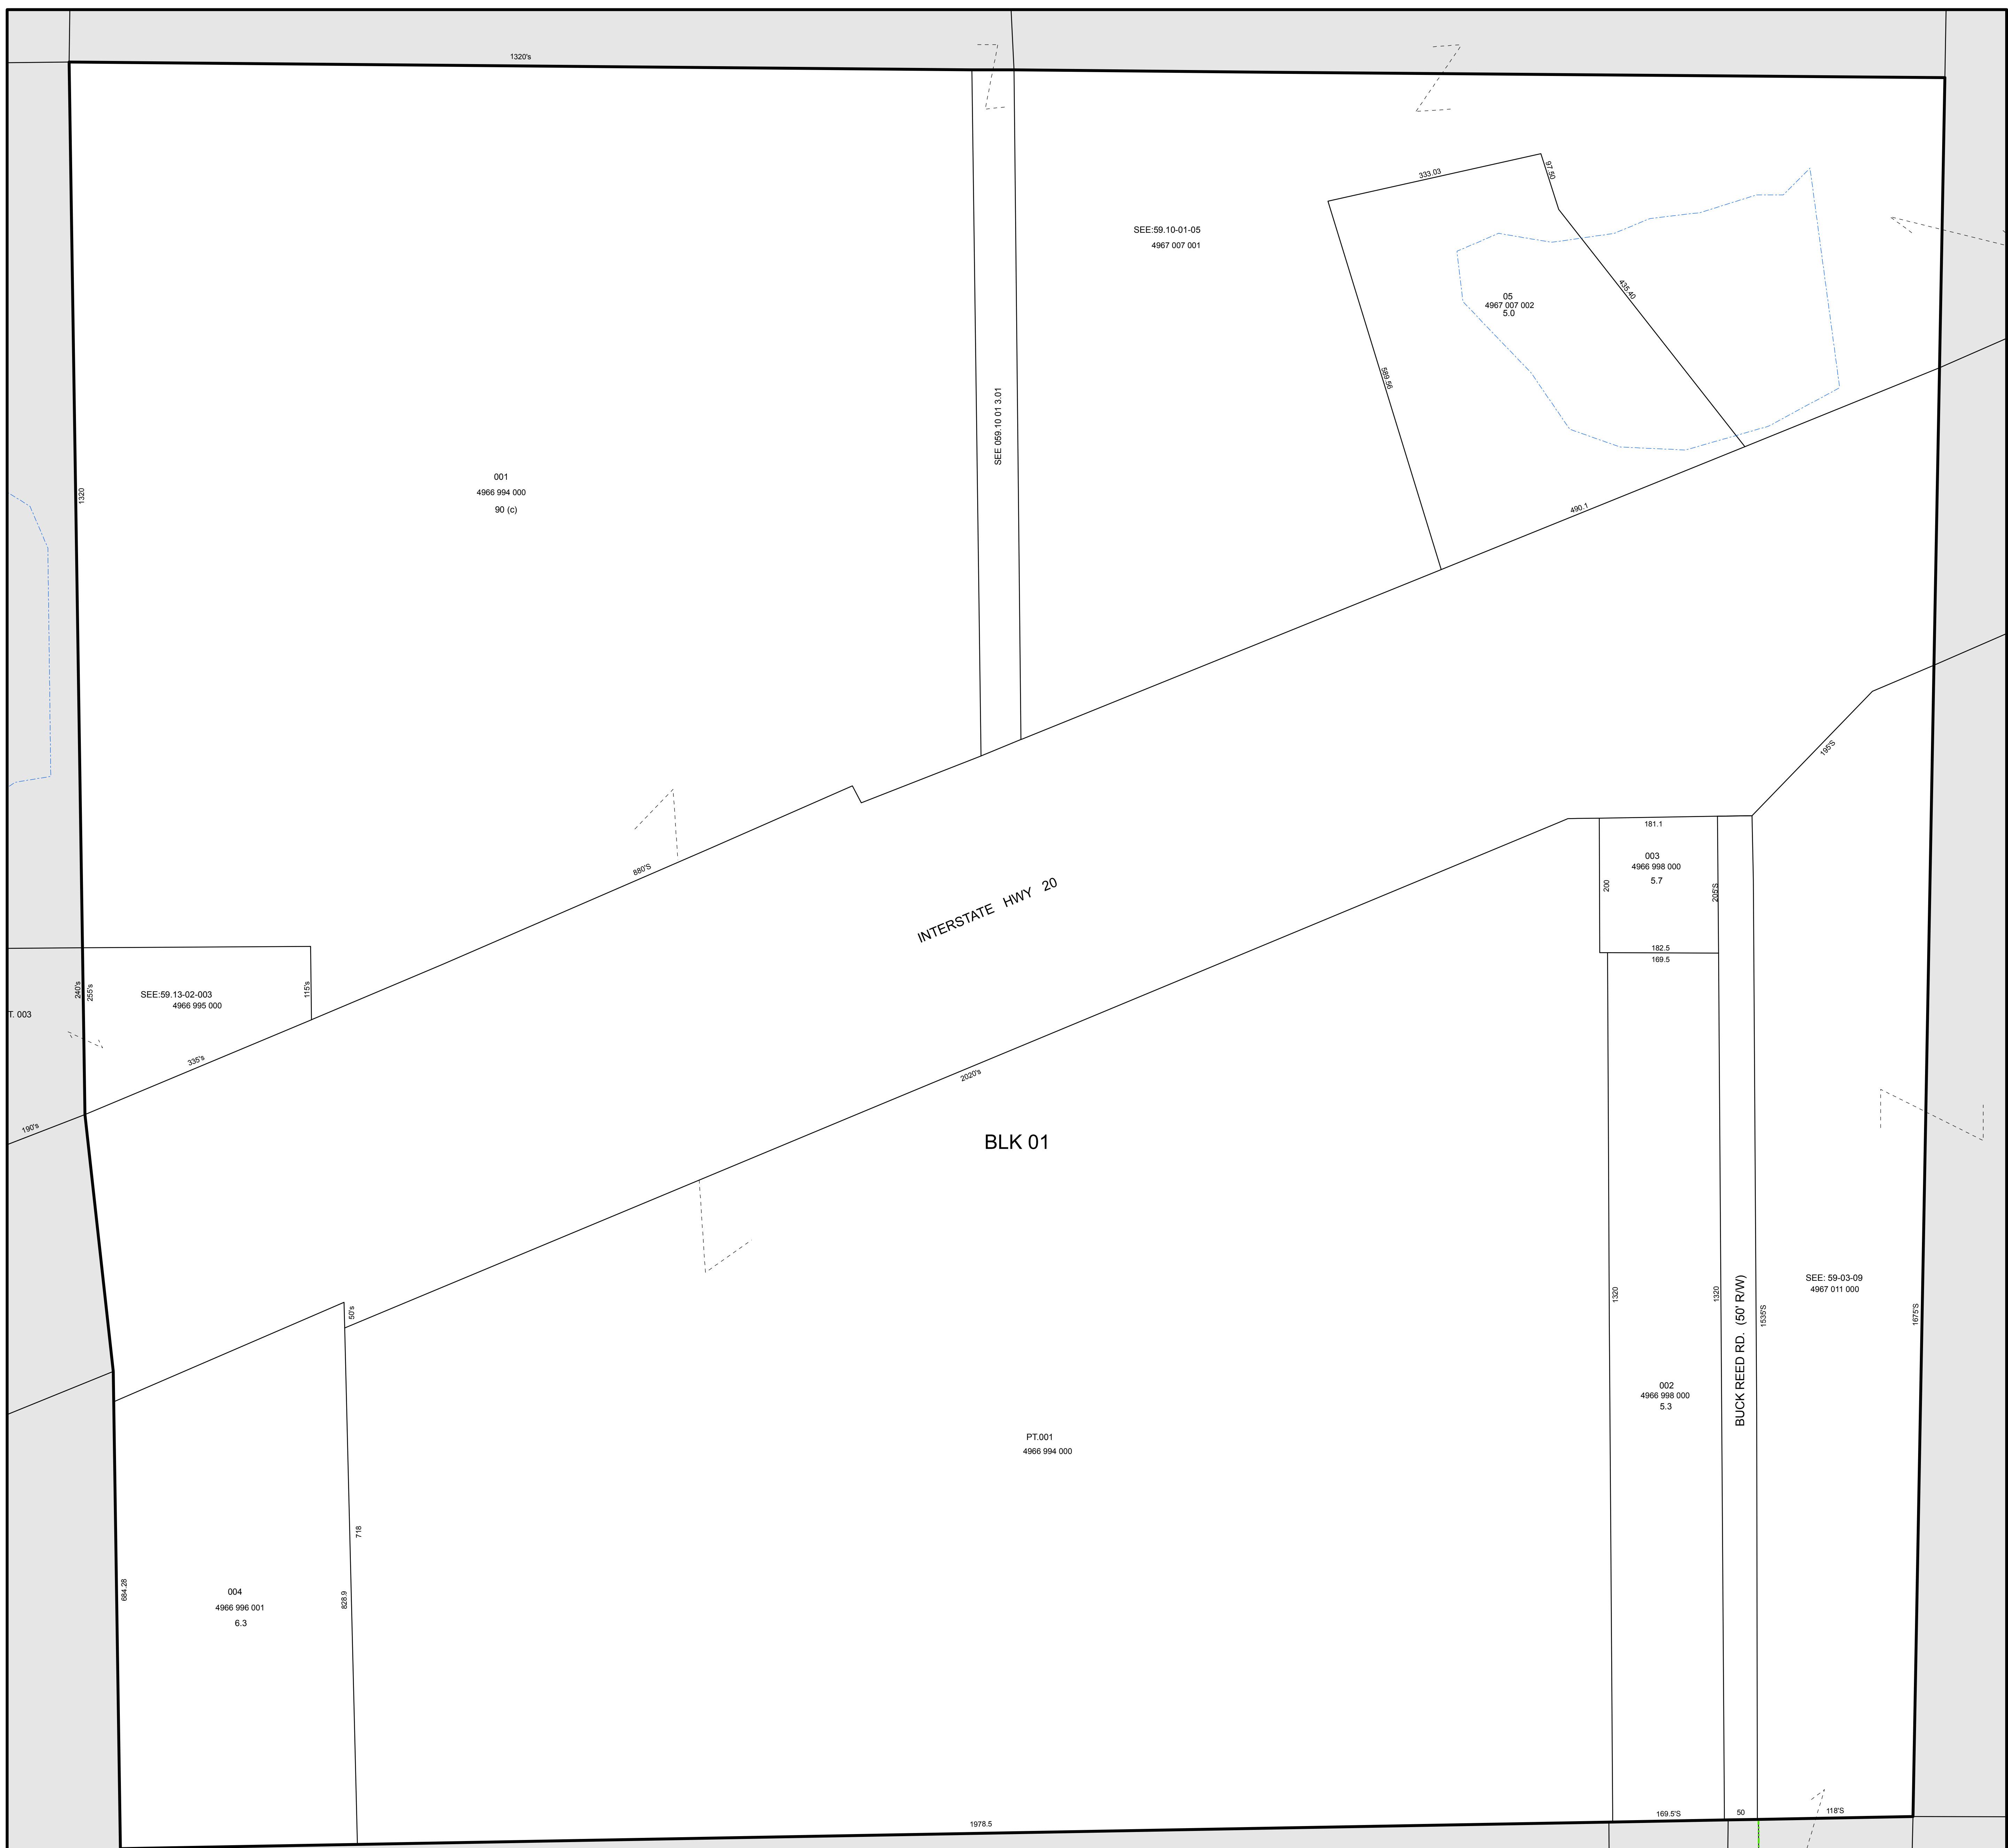 1320's
333.03
97.50
SEE:59.10-01-05
4967 007 001
05
4967 007 002
5.0
435.40
589.56
SEE 059.10 01 3.01
001
4966 994 000
90 (c)
1320
490.1
195'S
181.1
003
4966 998 000
5.7
200
205'S
182.5
169.5
880'S
INTERSTATE HWY 20
240's
255's
SEE:59.13-02-003
4966 995 000
115's
T. 003
335's
190's
2020's
BLK 01
50's
1320
1320
BUCK REED RD. (50' R/W)
1535'S
SEE: 59-03-09
4967 011 000
1675'S
002
4966 998 000
5.3
PT.001
4966 994 000
718
684.28
004
4966 996 001
6.3
828.9
1978.5
169.5'S
50
118'S